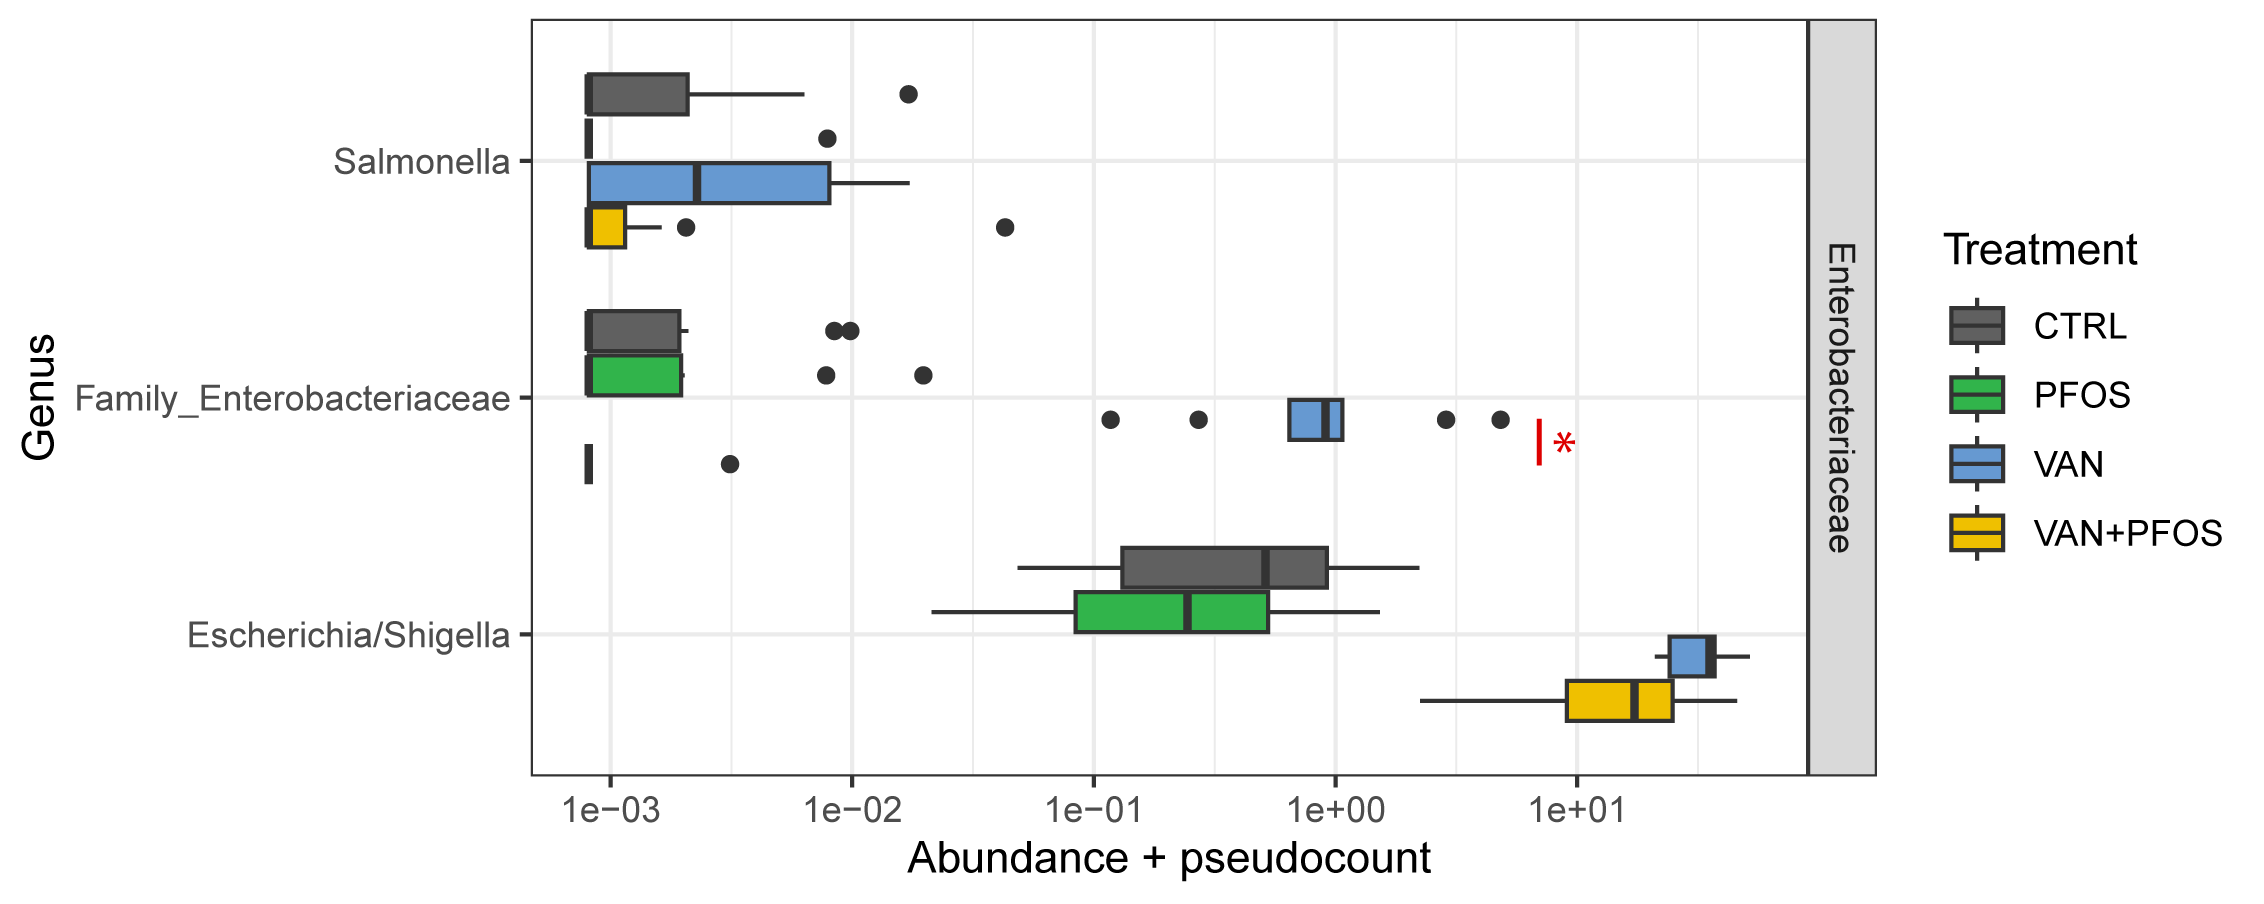 Genus
Salmonella
Family_Enterobacteriaceae
Escherichia/Shigella
*
Enterobacteriaceae
1e−03 1e−02 1e−01 1e+00 1e+01
Abundance + pseudocount
Treatment
CTRL
PFOS
VAN
VAN+PFOS